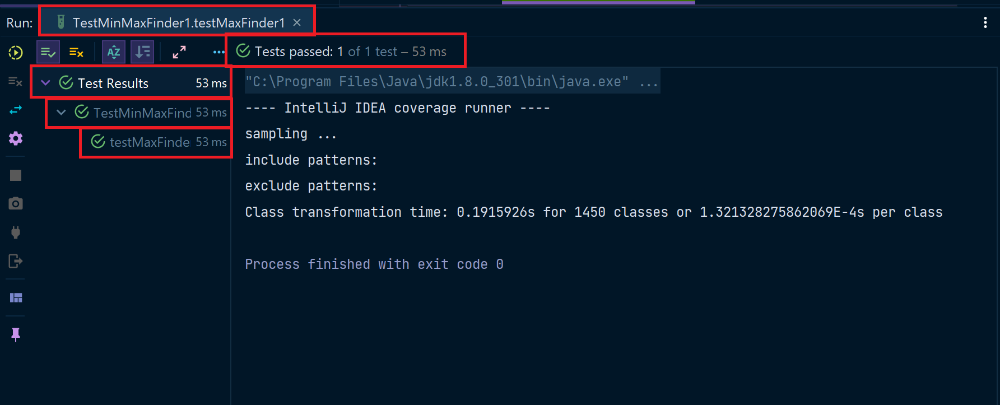 Run: TestMinMaxFinder1.testMaxFinder1
Tests passed: 1 of 1 test – 53 ms
Test Results 53 ms
TestMinMaxFind 53 ms
testMaxFinde 53 ms
"C:\Program Files\Java\jdk1.8.0_301\bin\java.exe" ...
---- IntelliJ IDEA coverage runner ----
sampling ...
include patterns:
exclude patterns:
Class transformation time: 0.1915926s for 1450 classes or 1.321328275862069E-4s per class
Process finished with exit code 0